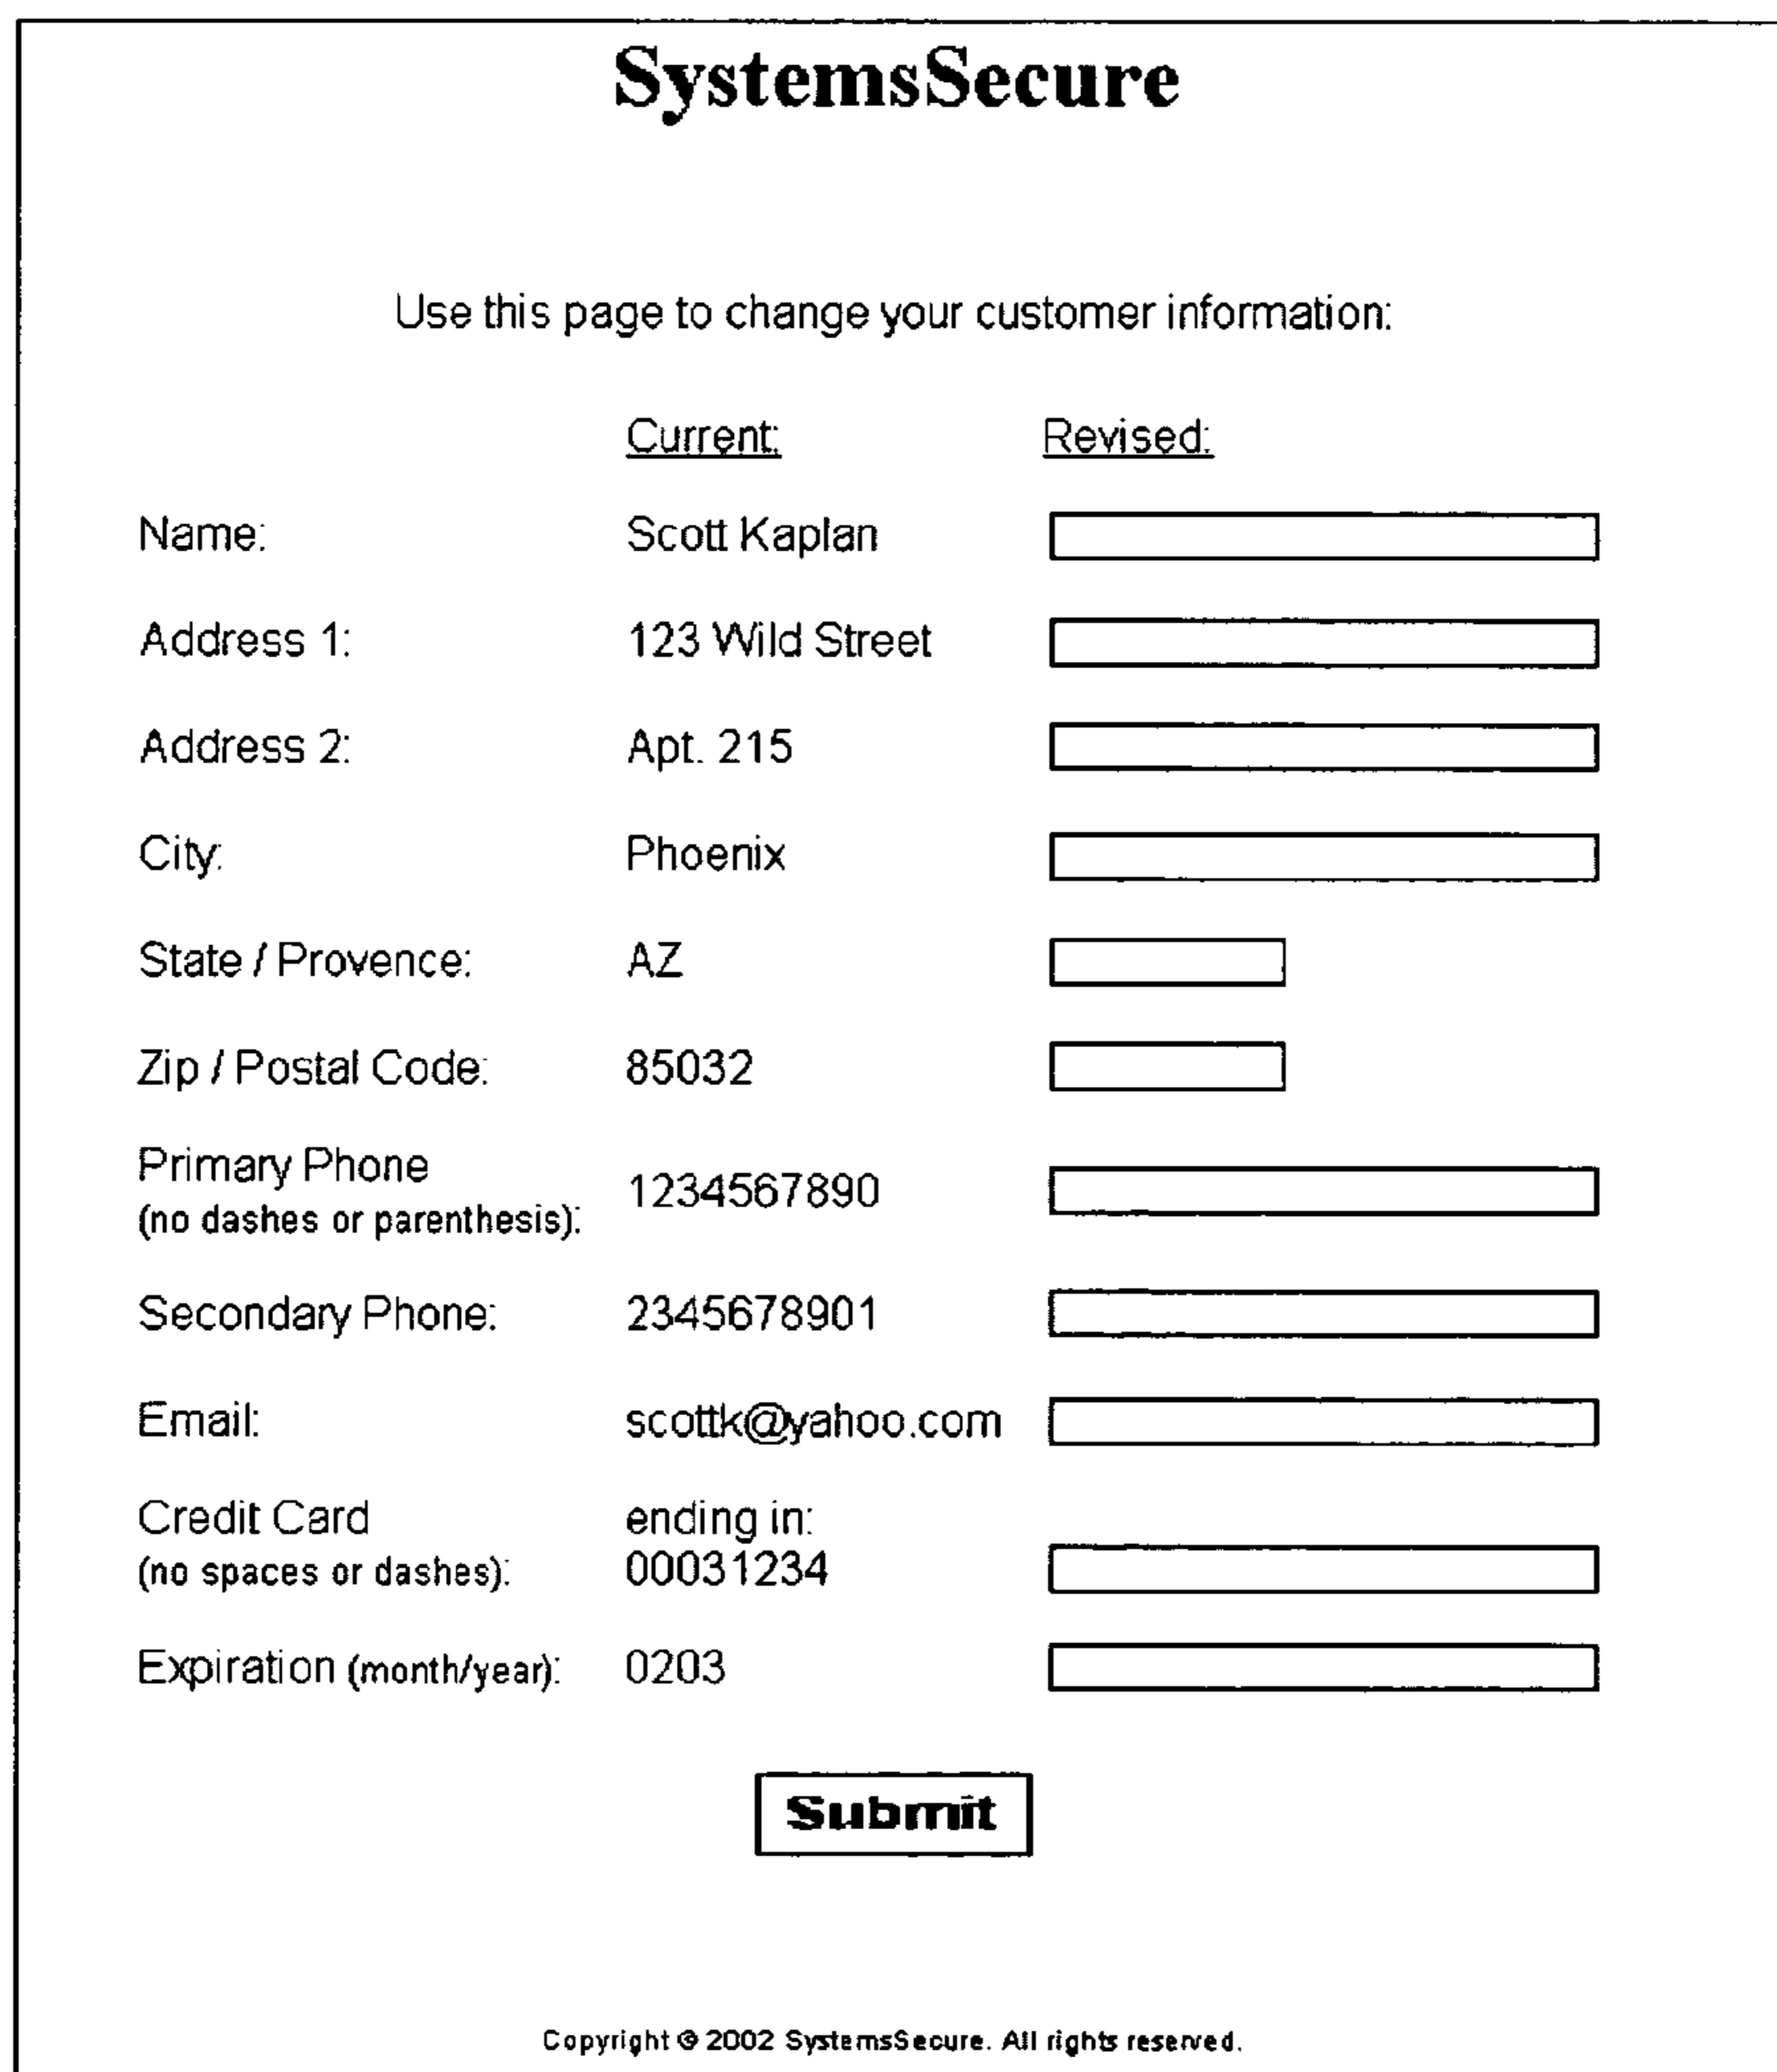 SystemsSecure
Use this page to change your customer information:
Current: Revised:
Name: Scott Kaplan
Address 1: 123 Wild Street
Address 2: Apt. 215
City: Phoenix
State / Provence: AZ
Zip / Postal Code: 85032
Primary Phone
(no dashes or parenthesis): 1234567890
Secondary Phone: 2345678901
Email: scottk@yahoo.com
Credit Card ending in:
(no spaces or dashes): 00031234
Expiration (month/year): 0203
Submit
Copyright © 2002 SystemsSecure. All rights reserved.